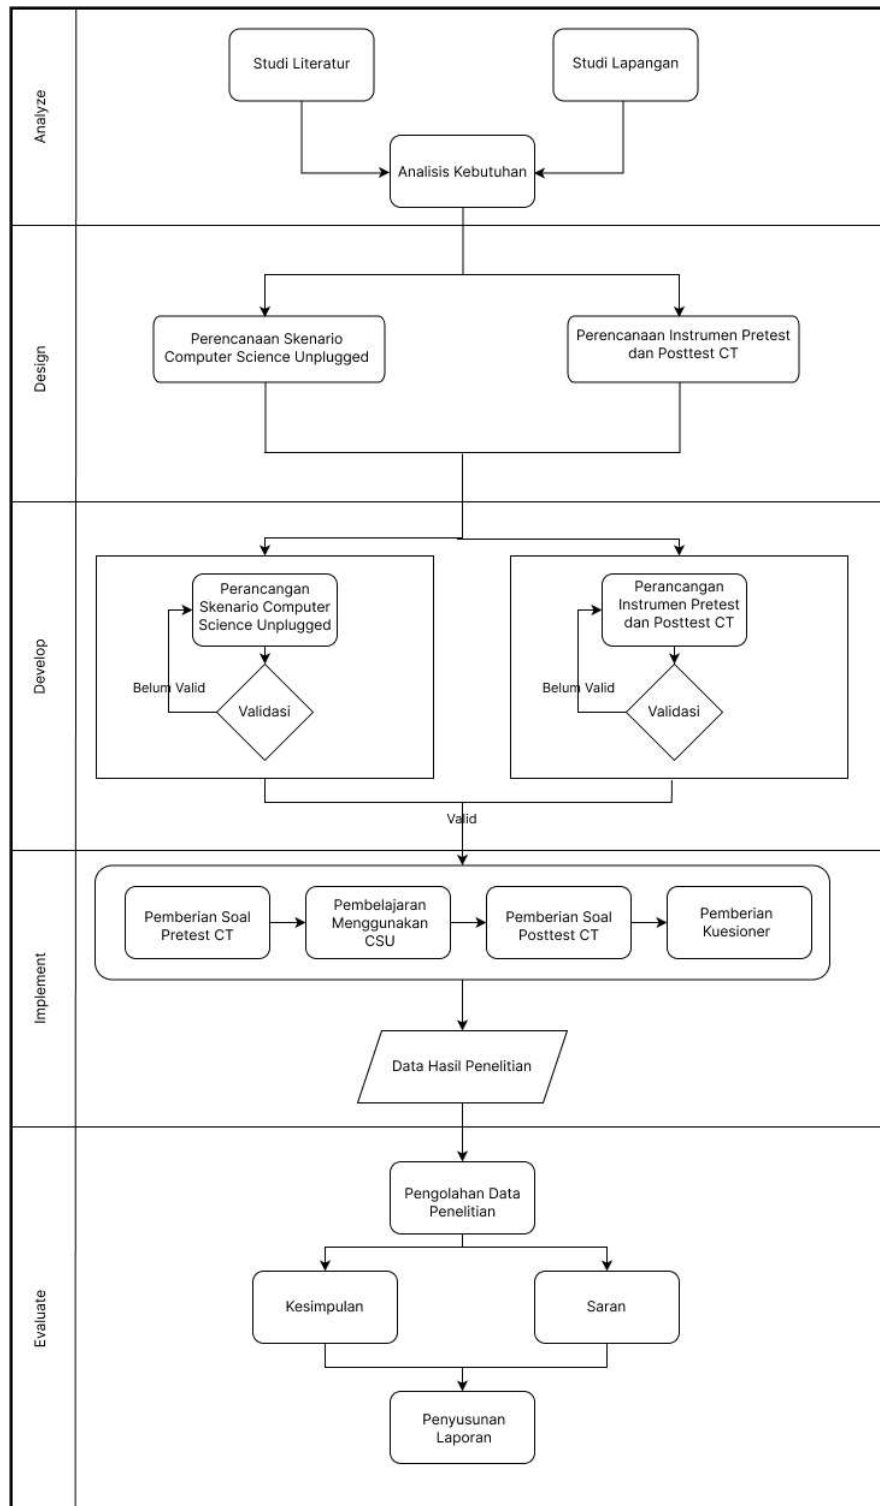 Analyze
Studi Literatur
Studi Lapangan
Analisis Kebutuhan
Design
Perencanaan Skenario
Computer Science Unplugged
Perencanaan Instrumen Pretest
dan Posttest CT
Develop
Perancangan
Skenario Computer
Science Unplugged
Belum Valid
Validasi
Perancangan
Instrumen Pretest
dan Posttest CT
Belum Valid
Validasi
Valid
Implement
Pemberian Soal
Pretest CT
Pembelajaran
Menggunakan
CSU
Pemberian Soal
Posttest CT
Pemberian
Kuesioner
Data Hasil Penelitian
Evaluate
Pengolahan Data
Penelitian
Kesimpulan
Saran
Penyusunan
Laporan